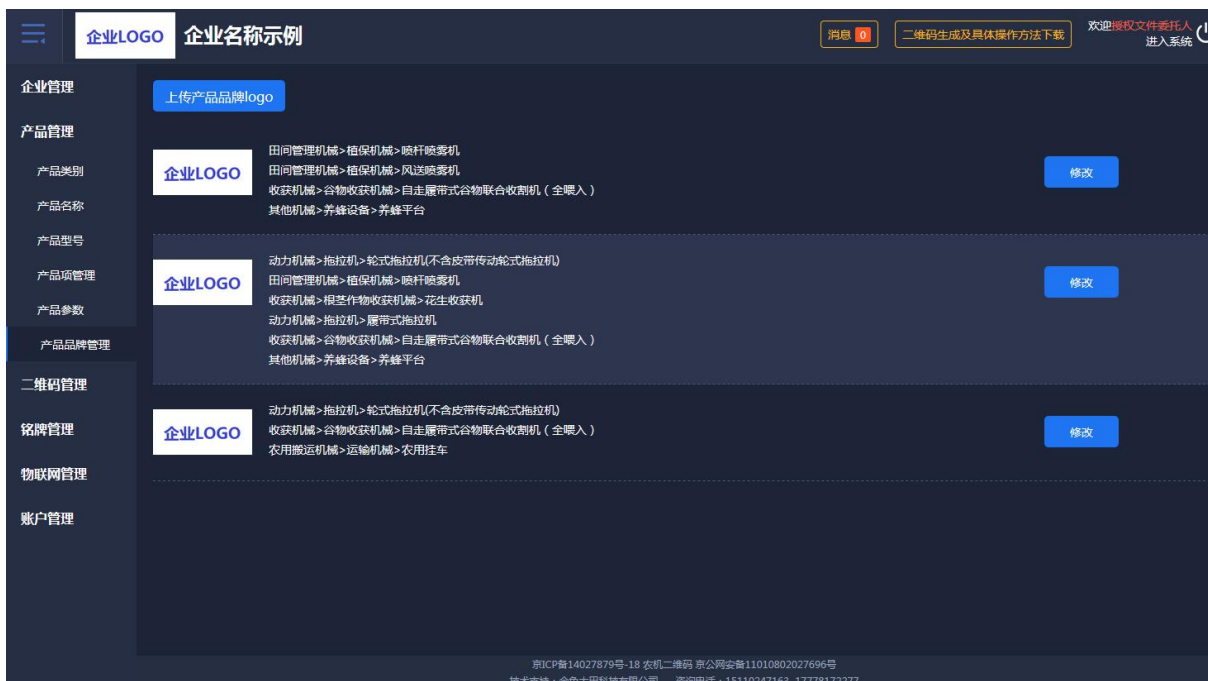 企业LOGO 企业名称示例 消息 0 二维码生成及具体操作方法下载 欢迎授权文件委托人
进入系统
企业管理
产品管理
产品类别
产品名称
产品型号
产品项管理
产品参数
产品品牌管理
二维码管理
铭牌管理
物联网管理
账户管理
上传产品品牌logo
企业LOGO
田间管理机械>植保机械>喷杆喷雾机
田间管理机械>植保机械>风送喷雾机
收获机械>谷物收获机械>自走履带式谷物联合收割机(全喂入)
其他机械>养蜂设备>养蜂平台
修改
企业LOGO
动力机械>拖拉机>轮式拖拉机(不含皮带传动轮式拖拉机)
田间管理机械>植保机械>喷杆喷雾机
收获机械>根茎作物收获机械>花生收获机
动力机械>拖拉机>履带式拖拉机
收获机械>谷物收获机械>自走履带式谷物联合收割机(全喂入)
其他机械>养蜂设备>养蜂平台
修改
企业LOGO
动力机械>拖拉机>轮式拖拉机(不含皮带传动轮式拖拉机)
收获机械>谷物收获机械>自走履带式谷物联合收割机(全喂入)
农用搬运机械>运输机械>农用挂车
修改
京ICP备14027879号-18 农机二维码 京公网安备11010802027696号